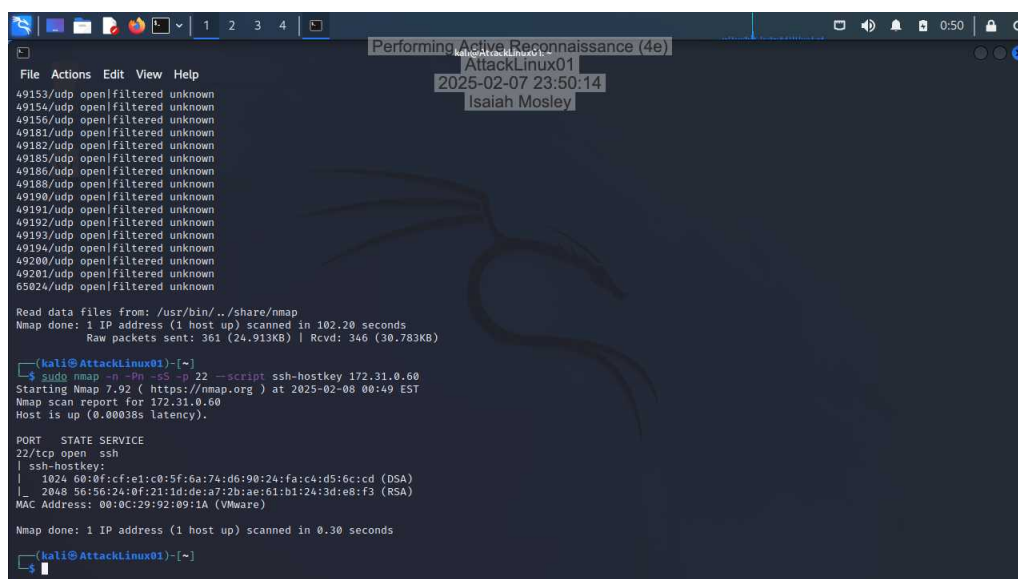 1 2 3 4 0:50
Performing Active Reconnaissance (4e)
AttackLinux01
2025-02-07 23:50:14
Isaiah Mosley
kali@AttackLinux01: ~
File Actions Edit View Help
49153/udp open|filtered unknown
49154/udp open|filtered unknown
49156/udp open|filtered unknown
49181/udp open|filtered unknown
49182/udp open|filtered unknown
49185/udp open|filtered unknown
49186/udp open|filtered unknown
49188/udp open|filtered unknown
49190/udp open|filtered unknown
49191/udp open|filtered unknown
49192/udp open|filtered unknown
49193/udp open|filtered unknown
49194/udp open|filtered unknown
49200/udp open|filtered unknown
49201/udp open|filtered unknown
65024/udp open|filtered unknown
Read data files from: /usr/bin/../share/nmap
Nmap done: 1 IP address (1 host up) scanned in 102.20 seconds
Raw packets sent: 361 (24.913KB) | Rcvd: 346 (30.783KB)
┌──(kali㉿AttackLinux01)-[~]
└─$ sudo nmap -n -Pn -sS -p 22 --script ssh-hostkey 172.31.0.60
Starting Nmap 7.92 ( https://nmap.org ) at 2025-02-08 00:49 EST
Nmap scan report for 172.31.0.60
Host is up (0.00038s latency).
PORT STATE SERVICE
22/tcp open ssh
| ssh-hostkey:
| 1024 60:0f:cf:e1:c0:5f:6a:74:d6:90:24:fa:c4:d5:6c:cd (DSA)
|_ 2048 56:56:24:0f:21:1d:de:a7:2b:ae:61:b1:24:3d:e8:f3 (RSA)
MAC Address: 00:0C:29:92:09:1A (VMware)
Nmap done: 1 IP address (1 host up) scanned in 0.30 seconds
┌──(kali㉿AttackLinux01)-[~]
└─$